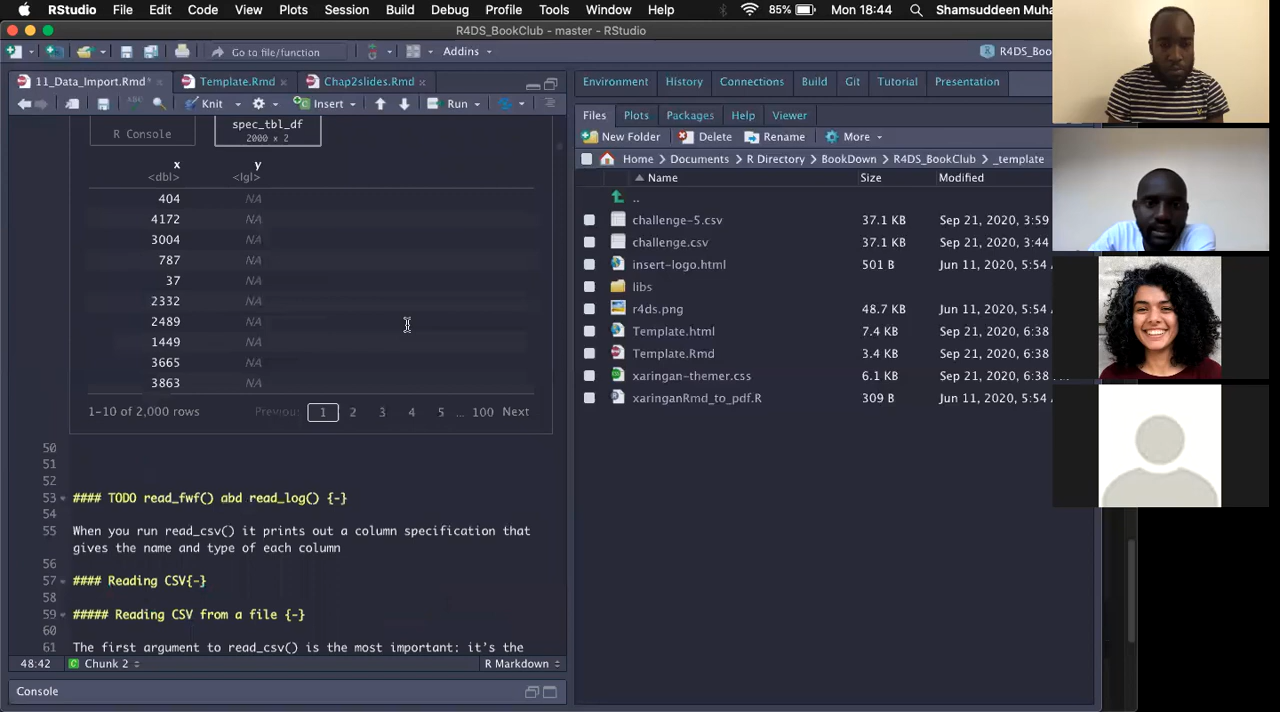 RStudio File Edit Code View Plots Session Build Debug Profile Tools Window Help 85% Mon 18:44 Shamsuddeen Muha
R4DS_BookClub - master - RStudio
Go to file/function Addins R4DS_Boo
11_Data_Import.Rmd* Template.Rmd Chap2slides.Rmd
Knit Insert Run
R Console
spec_tbl_df
2000 x 2
x y
<dbl> <lgl>
404 NA
4172 NA
3004 NA
787 NA
37 NA
2332 NA
2489 NA
1449 NA
3665 NA
3863 NA
1-10 of 2,000 rows Previous 1 2 3 4 5 ... 100 Next
50
51
52
53 #### TODO read_fwf() abd read_log() {-}
54
55 When you run read_csv() it prints out a column specification that
gives the name and type of each column
56
57 #### Reading CSV{-}
58
59 ##### Reading CSV from a file {-}
60
61 The first argument to read_csv() is the most important: it's the
48:42 Chunk 2 R Markdown
Console
Environment History Connections Build Git Tutorial Presentation
Files Plots Packages Help Viewer
New Folder Delete Rename More
Home Documents R Directory BookDown R4DS_BookClub _template
Name Size Modified
..
challenge-5.csv 37.1 KB Sep 21, 2020, 3:59
challenge.csv 37.1 KB Sep 21, 2020, 3:44
insert-logo.html 501 B Jun 11, 2020, 5:54
libs
r4ds.png 48.7 KB Jun 11, 2020, 5:54
Template.html 7.4 KB Sep 21, 2020, 6:38
Template.Rmd 3.4 KB Sep 21, 2020, 6:38
xaringan-themer.css 6.1 KB Sep 21, 2020, 6:38
xaringanRmd_to_pdf.R 309 B Jun 11, 2020, 5:54